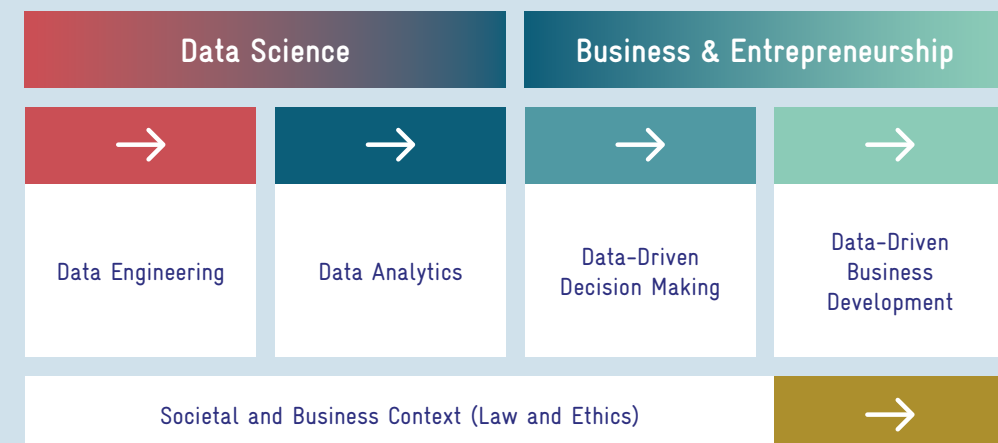 Data Science
Business & Entrepreneurship
Data Engineering
Data Analytics
Data-Driven
Decision Making
Data-Driven
Business
Development
Societal and Business Context (Law and Ethics)